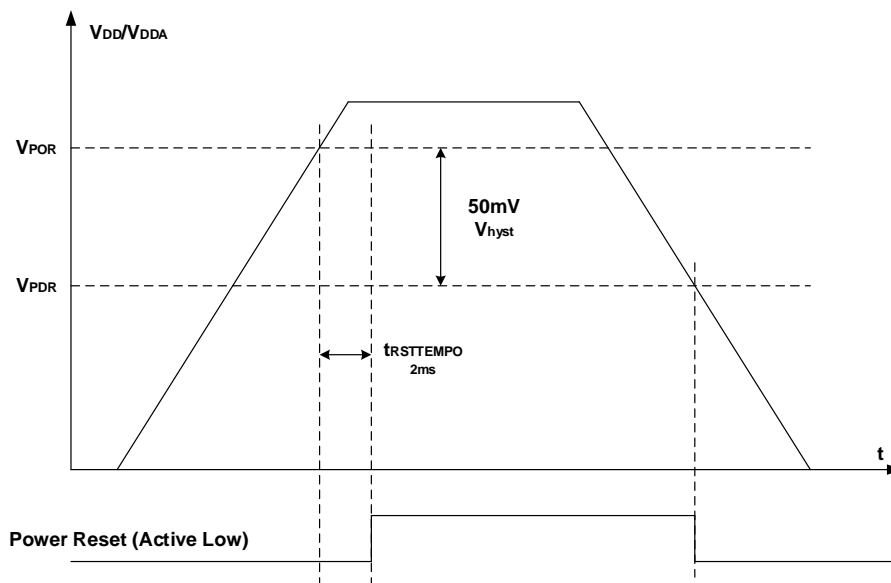 VDD/VDDA
VPOR
50mV
Vhyst
VPDR
tRSTTEMPO
2ms
t
Power Reset (Active Low)